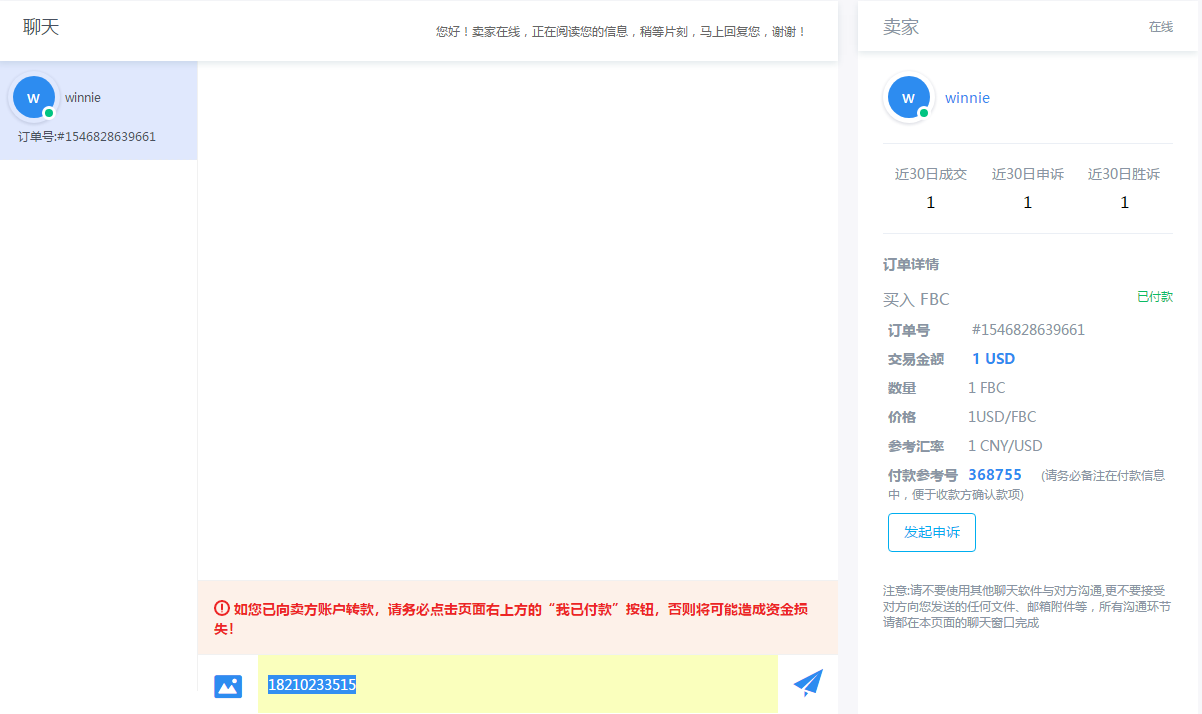 聊天
您好！卖家在线，正在阅读您的信息，稍等片刻，马上回复您，谢谢！
W
winnie
订单号:#1546828639661
如您已向卖方账户转款，请务必点击页面右上方的“我已付款”按钮，否则将可能造成资金损
失！
18210233515
卖家
在线
W
winnie
近30日成交
近30日申诉
近30日胜诉
1
1
1
订单详情
买入 FBC
已付款
订单号 #1546828639661
交易金额 1 USD
数量 1 FBC
价格 1USD/FBC
参考汇率 1 CNY/USD
付款参考号 368755 (请务必备注在付款信息
中，便于收款方确认款项)
发起申诉
注意:请不要使用其他聊天软件与对方沟通,更不要接受
对方向您发送的任何文件、邮箱附件等，所有沟通环节
请都在本页面的聊天窗口完成